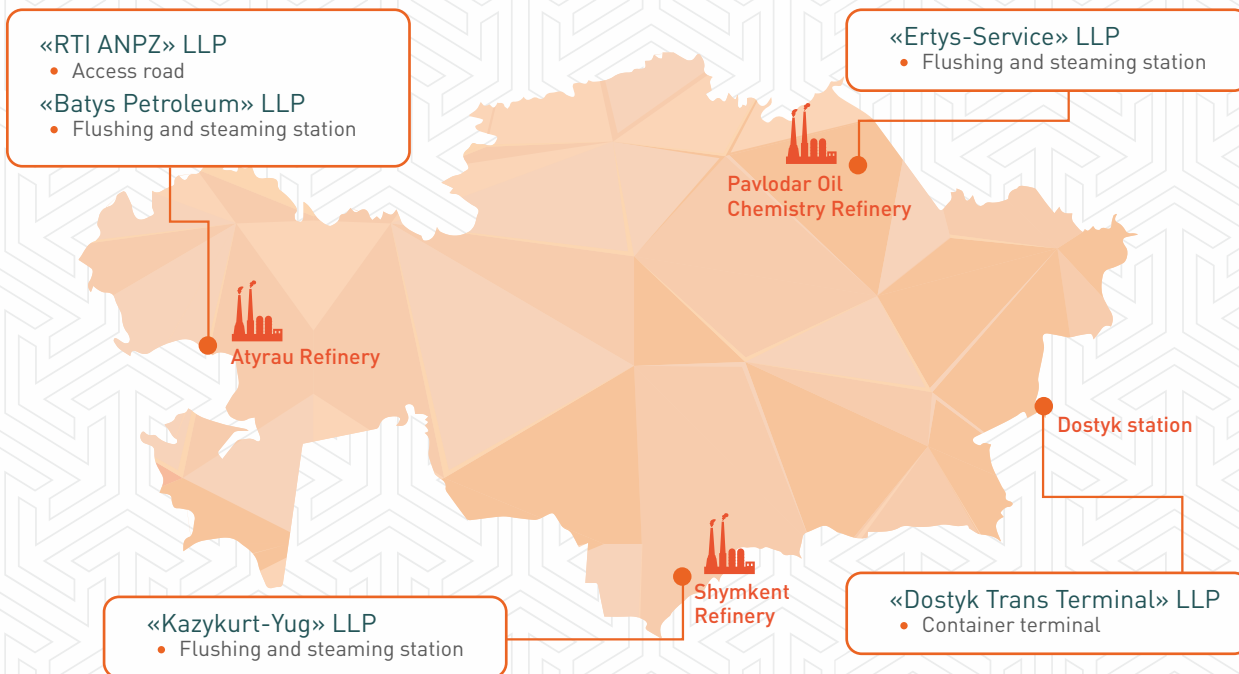 «RTI ANPZ» LLP
• Access road
«Batys Petroleum» LLP
• Flushing and steaming station
«Ertys-Service» LLP
• Flushing and steaming station
Pavlodar Oil
Chemistry Refinery
Atyrau Refinery
Dostyk station
Shymkent
Refinery
«Kazykurt-Yug» LLP
• Flushing and steaming station
«Dostyk Trans Terminal» LLP
• Container terminal